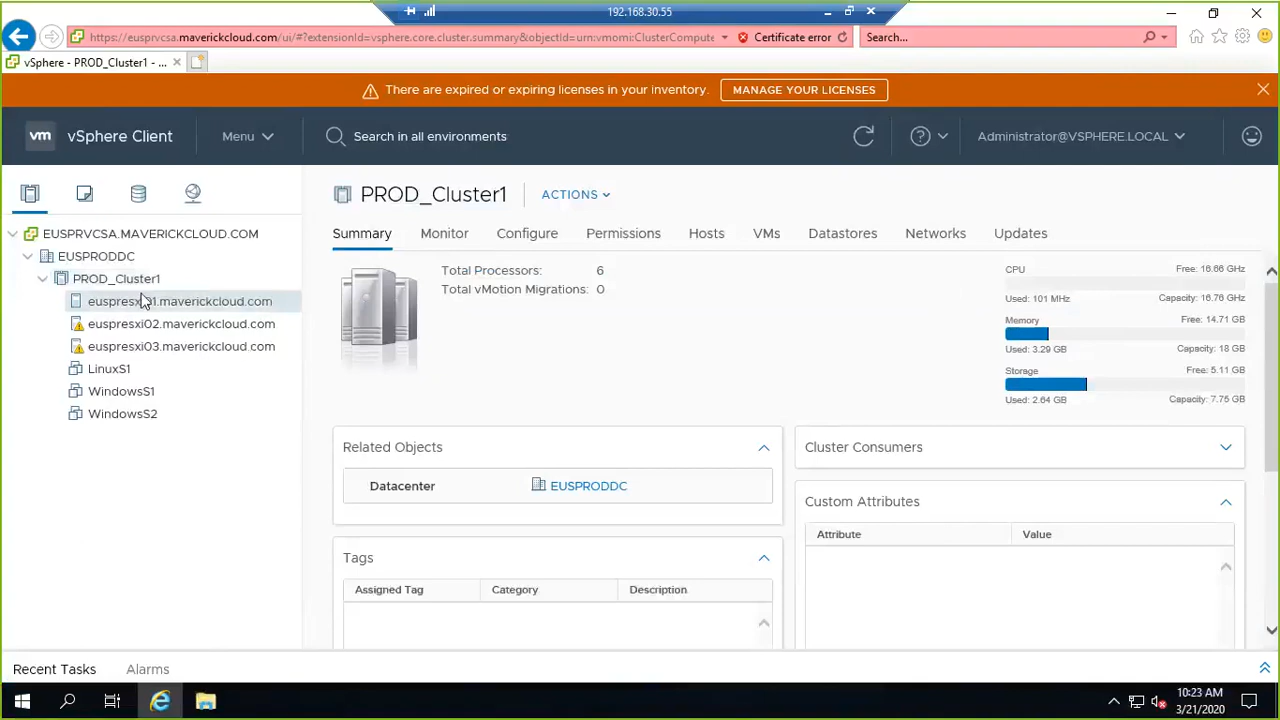 192.168.30.55
https://eusprvcsa.maverickcloud.com/ui/#?extensionId=vsphere.core.cluster.summary&objectId=urn:vmomi:ClusterCompute
Certificate error
Search...
vSphere - PROD_Cluster1 - ...
There are expired or expiring licenses in your inventory.
MANAGE YOUR LICENSES
vm
vSphere Client
Menu
Search in all environments
Administrator@VSPHERE.LOCAL
PROD_Cluster1
ACTIONS
Summary
Monitor
Configure
Permissions
Hosts
VMs
Datastores
Networks
Updates
EUSPRVCSA.MAVERICKCLOUD.COM
EUSPRODDC
PROD_Cluster1
euspresxi01.maverickcloud.com
euspresxi02.maverickcloud.com
euspresxi03.maverickcloud.com
LinuxS1
WindowsS1
WindowsS2
Total Processors: 6
Total vMotion Migrations: 0
CPU Free: 16.66 GHz
Used: 101 MHz Capacity: 16.76 GHz
Memory Free: 14.71 GB
Used: 3.29 GB Capacity: 18 GB
Storage Free: 5.11 GB
Used: 2.64 GB Capacity: 7.75 GB
Related Objects
Datacenter EUSPRODDC
Tags
Assigned Tag Category Description
Cluster Consumers
Custom Attributes
Attribute Value
Recent Tasks Alarms
10:23 AM
3/21/2020